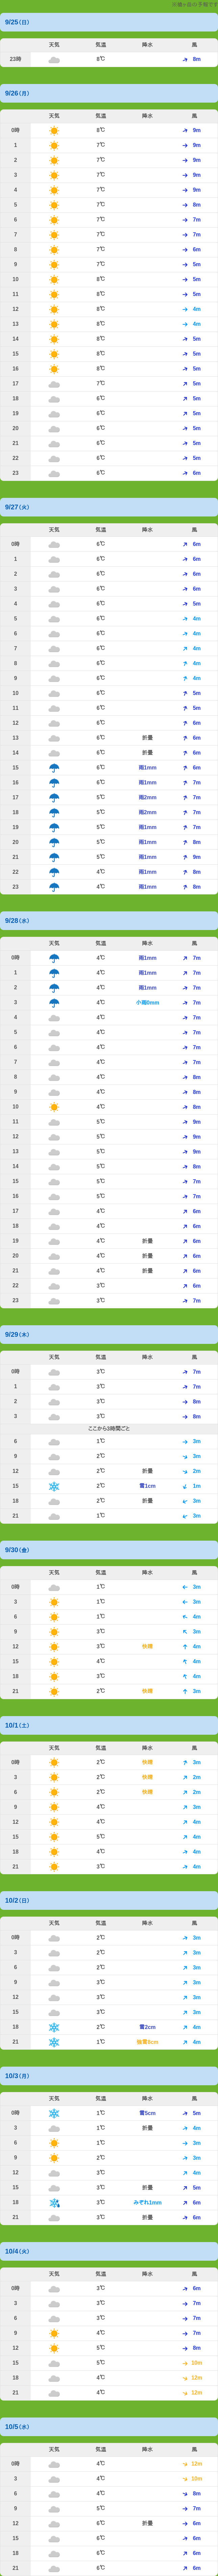 9/25（日）
天気 気温 降水 風
23時 8℃ 8m
9/26（月）
天気 気温 降水 風
0時 8℃ 9m
1 7℃ 9m
2 7℃ 9m
3 7℃ 9m
4 7℃ 9m
5 7℃ 8m
6 7℃ 7m
7 7℃ 7m
8 7℃ 6m
9 7℃ 5m
10 8℃ 5m
11 8℃ 5m
12 8℃ 4m
13 8℃ 4m
14 8℃ 5m
15 8℃ 5m
16 8℃ 5m
17 7℃ 5m
18 6℃ 5m
19 6℃ 5m
20 6℃ 5m
21 6℃ 5m
22 6℃ 5m
23 6℃ 6m
9/27（火）
天気 気温 降水 風
0時 6℃ 6m
1 6℃ 6m
2 6℃ 6m
3 6℃ 6m
4 6℃ 5m
5 6℃ 4m
6 6℃ 4m
7 6℃ 4m
8 6℃ 4m
9 6℃ 4m
10 6℃ 5m
11 6℃ 5m
12 6℃ 6m
13 6℃ 折曇 6m
14 6℃ 折曇 6m
15 6℃ 雨1mm 6m
16 6℃ 雨1mm 7m
17 5℃ 雨2mm 7m
18 5℃ 雨2mm 7m
19 5℃ 雨1mm 7m
20 5℃ 雨1mm 8m
21 5℃ 雨1mm 9m
22 4℃ 雨1mm 8m
23 4℃ 雨1mm 8m
9/28（水）
天気 気温 降水 風
0時 4℃ 雨1mm 7m
1 4℃ 雨1mm 7m
2 4℃ 雨1mm 7m
3 4℃ 小雨0mm 7m
4 4℃ 7m
5 4℃ 7m
6 4℃ 7m
7 4℃ 7m
8 4℃ 8m
9 4℃ 8m
10 4℃ 8m
11 5℃ 9m
12 5℃ 9m
13 5℃ 9m
14 5℃ 8m
15 5℃ 7m
16 5℃ 7m
17 4℃ 6m
18 4℃ 6m
19 4℃ 折曇 6m
20 4℃ 折曇 6m
21 4℃ 折曇 6m
22 3℃ 6m
23 3℃ 7m
9/29（木）
天気 気温 降水 風
0時 3℃ 7m
1 3℃ 7m
2 3℃ 8m
3 3℃ 8m
ここから3時間ごと
6 1℃ 3m
9 2℃ 3m
12 2℃ 折曇 2m
15 2℃ 雪1cm 1m
18 2℃ 折曇 3m
21 1℃ 3m
9/30（金）
天気 気温 降水 風
0時 1℃ 3m
3 1℃ 3m
6 1℃ 4m
9 3℃ 3m
12 3℃ 快晴 4m
15 4℃ 4m
18 3℃ 4m
21 2℃ 快晴 3m
10/1（土）
天気 気温 降水 風
0時 2℃ 快晴 3m
3 2℃ 快晴 2m
6 2℃ 快晴 2m
9 4℃ 3m
12 4℃ 4m
15 5℃ 4m
18 4℃ 4m
21 3℃ 4m
10/2（日）
天気 気温 降水 風
0時 2℃ 3m
3 2℃ 3m
6 2℃ 3m
9 3℃ 3m
12 3℃ 3m
15 3℃ 3m
18 2℃ 雪2cm 4m
21 1℃ 4m
10/3（月）
天気 気温 降水 風
0時 1℃ 雪5cm 5m
3 1℃ 折曇 4m
6 1℃ 3m
9 2℃ 3m
12 3℃ 4m
15 3℃ 折曇 5m
18 3℃ みぞれ1mm 6m
21 3℃ 折曇 6m
10/4（火）
天気 気温 降水 風
0時 3℃ 6m
3 3℃ 7m
6 3℃ 7m
9 4℃ 7m
12 5℃ 8m
15 5℃ 10m
18 4℃ 12m
21 4℃ 12m
10/5（水）
天気 気温 降水 風
0時 4℃ 12m
3 4℃ 10m
6 4℃ 8m
9 5℃ 7m
12 6℃ 折曇 6m
15 6℃ 6m
18 6℃ 6m
21 6℃ 6m